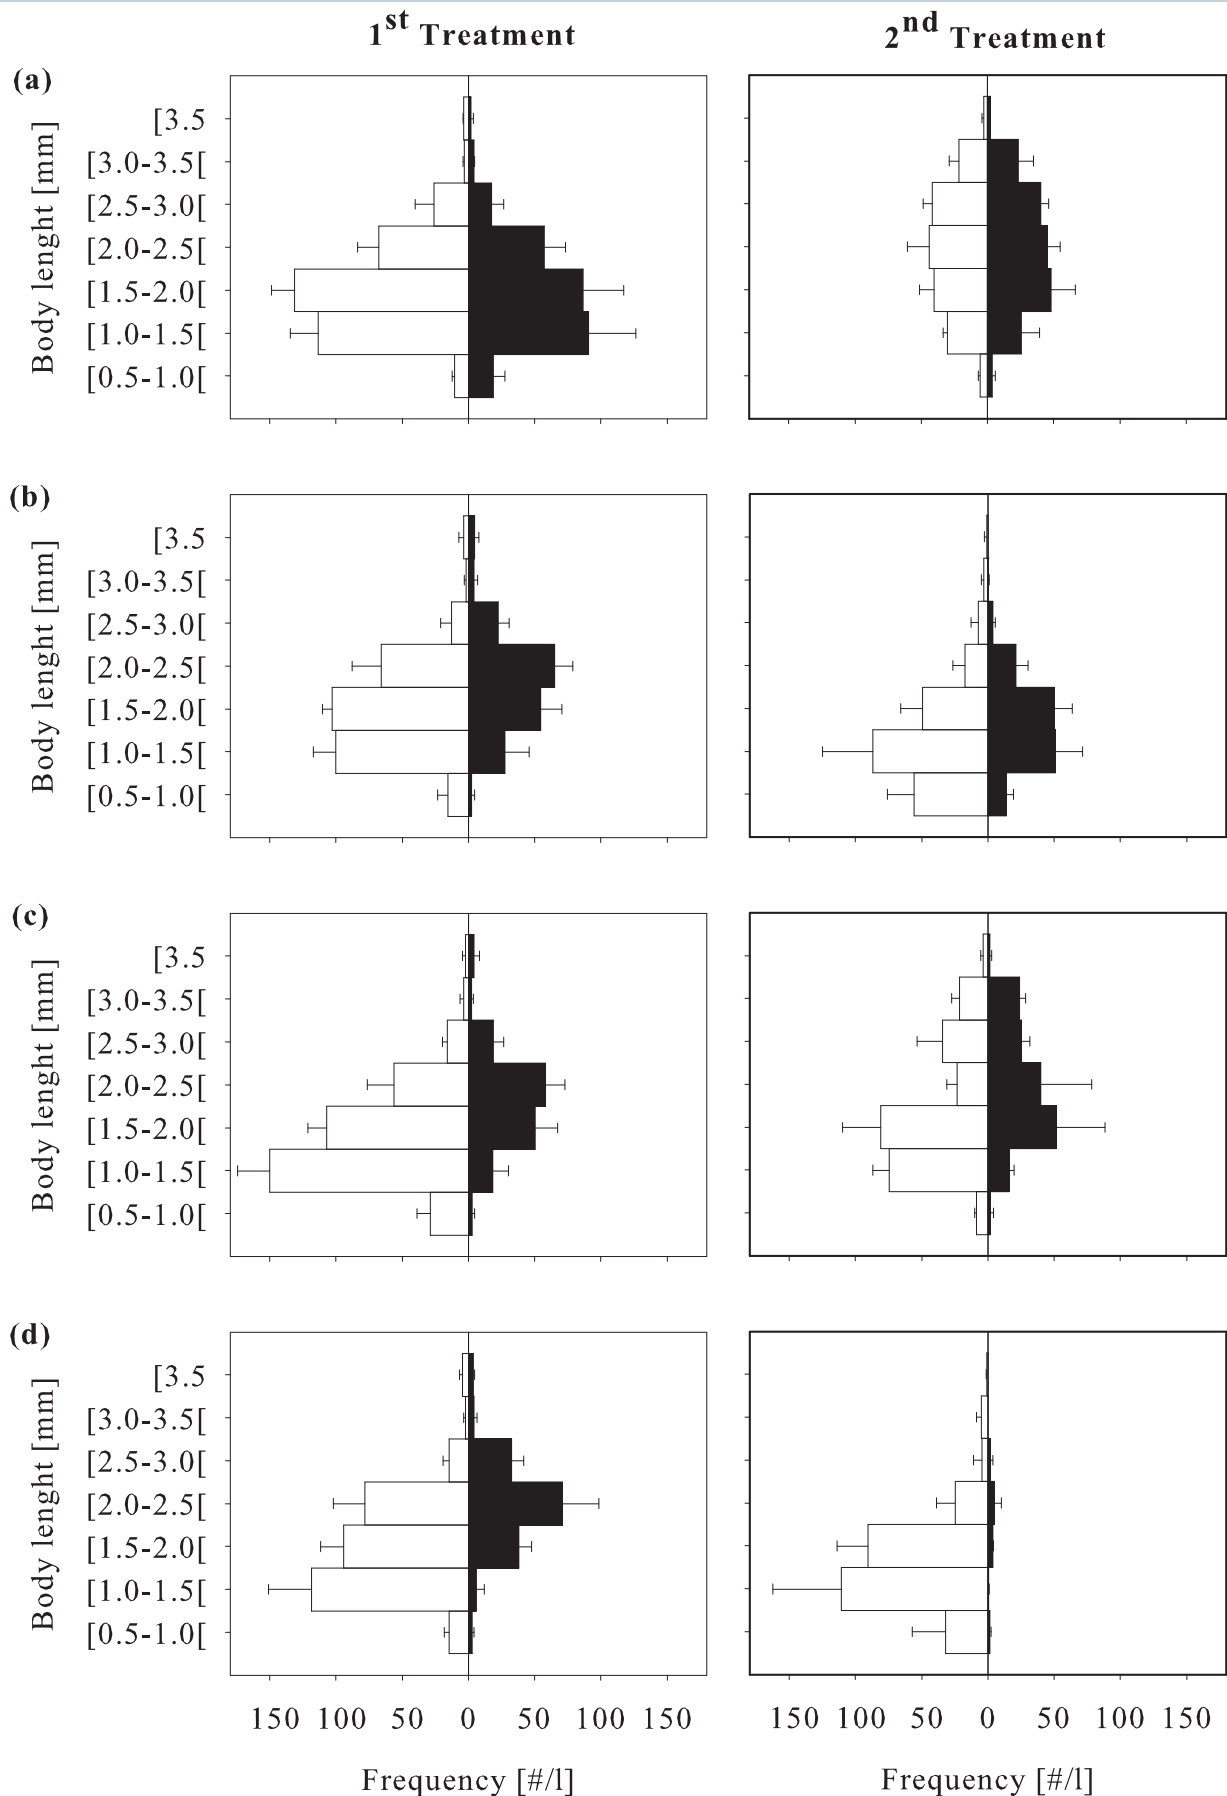 1st Treatment
2nd Treatment
(a)
Body lenght [mm]
[3.5
[3.0-3.5[
[2.5-3.0[
[2.0-2.5[
[1.5-2.0[
[1.0-1.5[
[0.5-1.0[
(b)
Body lenght [mm]
[3.5
[3.0-3.5[
[2.5-3.0[
[2.0-2.5[
[1.5-2.0[
[1.0-1.5[
[0.5-1.0[
(c)
Body lenght [mm]
[3.5
[3.0-3.5[
[2.5-3.0[
[2.0-2.5[
[1.5-2.0[
[1.0-1.5[
[0.5-1.0[
(d)
Body lenght [mm]
[3.5
[3.0-3.5[
[2.5-3.0[
[2.0-2.5[
[1.5-2.0[
[1.0-1.5[
[0.5-1.0[
150 100 50 0 50 100 150
150 100 50 0 50 100 150
Frequency [#/l]
Frequency [#/l]